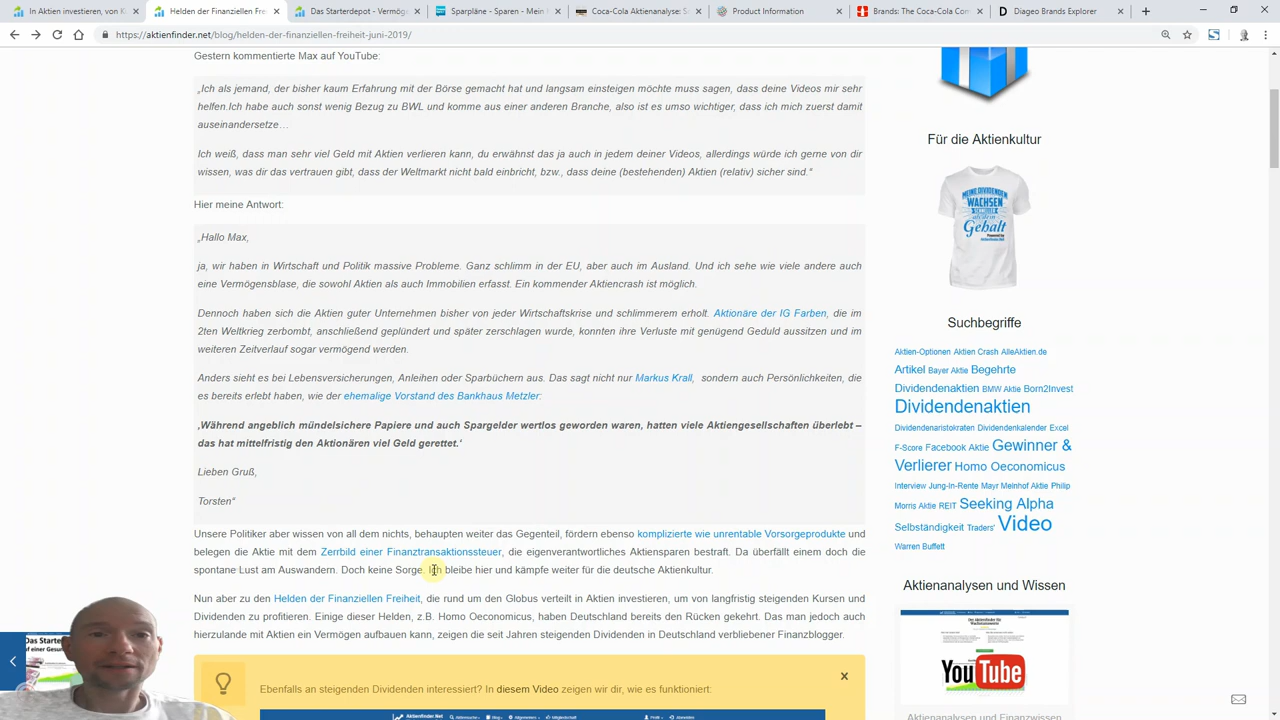 In Aktien investieren, von K
Helden der finanziellen Fre
Das Starterdepot - Vermög
Sparpläne - Sparen - Mein
Coca-Cola Aktienanalyse: S
Product Information
Brands: The Coca-Cola Com
Diageo Brands Explorer
https://aktienfinder.net/blog/helden-der-finanziellen-freiheit-juni-2019/
Gestern kommentierte Max auf YouTube:
„Ich als jemand, der bisher kaum Erfahrung mit der Börse gemacht hat und langsam einsteigen möchte muss sagen, dass deine Videos mir sehr
helfen.Ich habe auch sonst wenig Bezug zu BWL und komme aus einer anderen Branche, also ist es umso wichtiger, dass ich mich zuerst damit
auseinandersetze…
Ich weiß, dass man sehr viel Geld mit Aktien verlieren kann, du erwähnst das ja auch in jedem deiner Videos, allerdings würde ich gerne von dir
wissen, was dir das vertrauen gibt, dass der Weltmarkt nicht bald einbricht, bzw., dass deine (bestehenden) Aktien (relativ) sicher sind.“
Hier meine Antwort:
„Hallo Max,
ja, wir haben in Wirtschaft und Politik massive Probleme. Ganz schlimm in der EU, aber auch im Ausland. Und ich sehe wie viele andere auch
eine Vermögensblase, die sowohl Aktien als auch Immobilien erfasst. Ein kommender Aktiencrash ist möglich.
Dennoch haben sich die Aktien guter Unternehmen bisher von jeder Wirtschaftskrise und schlimmerem erholt. Aktionäre der IG Farben, die im
2ten Weltkrieg zerbombt, anschließend geplündert und später zerschlagen wurde, konnten ihre Verluste mit genügend Geduld aussitzen und im
weiteren Zeitverlauf sogar vermögend werden.
Anders sieht es bei Lebensversicherungen, Anleihen oder Sparbüchern aus. Das sagt nicht nur Markus Krall, sondern auch Persönlichkeiten, die
es bereits erlebt haben, wie der ehemalige Vorstand des Bankhaus Metzler:
‚Während angeblich mündelsichere Papiere und auch Spargelder wertlos geworden waren, hatten viele Aktiengesellschaften überlebt –
das hat mittelfristig den Aktionären viel Geld gerettet.‘
Lieben Gruß,
Torsten“
Unsere Politiker aber wissen von all dem nichts, behaupten weiter das Gegenteil, fördern ebenso komplizierte wie unrentable Vorsorgeprodukte und
belegen die Aktie mit dem Zerrbild einer Finanztransaktionssteuer, die eigenverantwortliches Aktiensparen bestraft. Da überfällt einem doch die
spontane Lust am Auswandern. Doch keine Sorge. Ich bleibe hier und kämpfe weiter für die deutsche Aktienkultur.
Nun aber zu den Helden der Finanziellen Freiheit, die rund um den Globus verteilt in Aktien investieren, um von langfristig steigenden Kursen und
Dividenden zu profitieren. Einige dieser Helden, z.B. Homo Oeconomicus, haben Deutschland bereits den Rücken gekehrt. Das man jedoch auch
hierzulande mit Aktien ein Vermögen aufbauen kann, zeigen die seit Jahren steigenden Dividenden in Deutschland verbliebener Finanzblogger.
Ebenfalls an steigenden Dividenden interessiert? In diesem Video zeigen wir dir, wie es funktioniert:
Aktienfinder.Net
Für die Aktienkultur
MEINE DIVIDENDEN
WACHSEN
SCHNELLER
als dein
Gehalt
Suchbegriffe
Aktien-Optionen Aktien Crash AlleAktien.de
Artikel Bayer Aktie Begehrte
Dividendenaktien BMW Aktie Born2Invest
Dividendenaktien
Dividendenaristokraten Dividendenkalender Excel
F-Score Facebook Aktie Gewinner &
Verlierer Homo Oeconomicus
Interview Jung-In-Rente Mayr Melnhof Aktie Philip
Morris Aktie REIT Seeking Alpha
Selbständigkeit Traders' Video
Warren Buffett
Aktienanalysen und Wissen
YouTube
Aktienanalysen und Finanzwissen
Das Starter